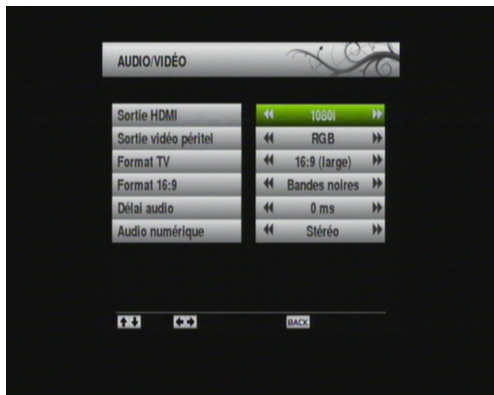 AUDIO/VIDÉO
Sortie HDMI 1080i
Sortie vidéo péritel RGB
Format TV 16:9 (large)
Format 16:9 Bandes noires
Délai audio 0 ms
Audio numérique Stéréo
BACK